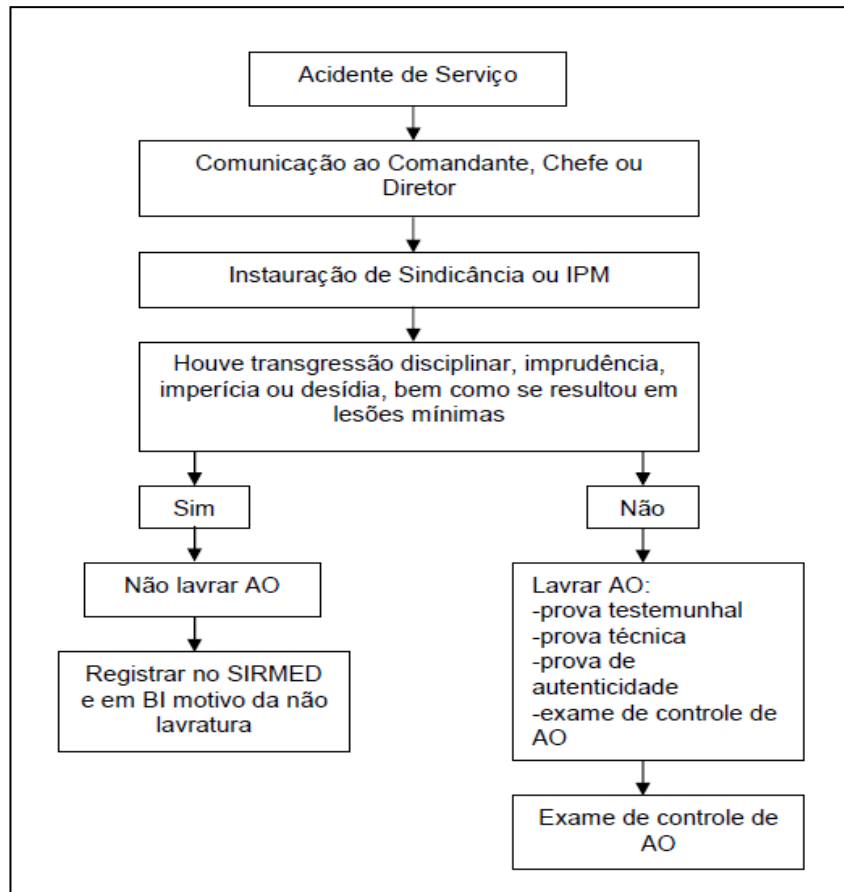 Acidente de Serviço
Comunicação ao Comandante, Chefe ou
Diretor
Instauração de Sindicância ou IPM
Houve transgressão disciplinar, imprudência,
imperícia ou desídia, bem como se resultou em
lesões mínimas
Sim
Não lavrar AO
Registrar no SIRMED
e em BI motivo da não
lavratura
Não
Lavrar AO:
-prova testemunhal
-prova técnica
-prova de
autenticidade
-exame de controle de
AO
Exame de controle de
AO